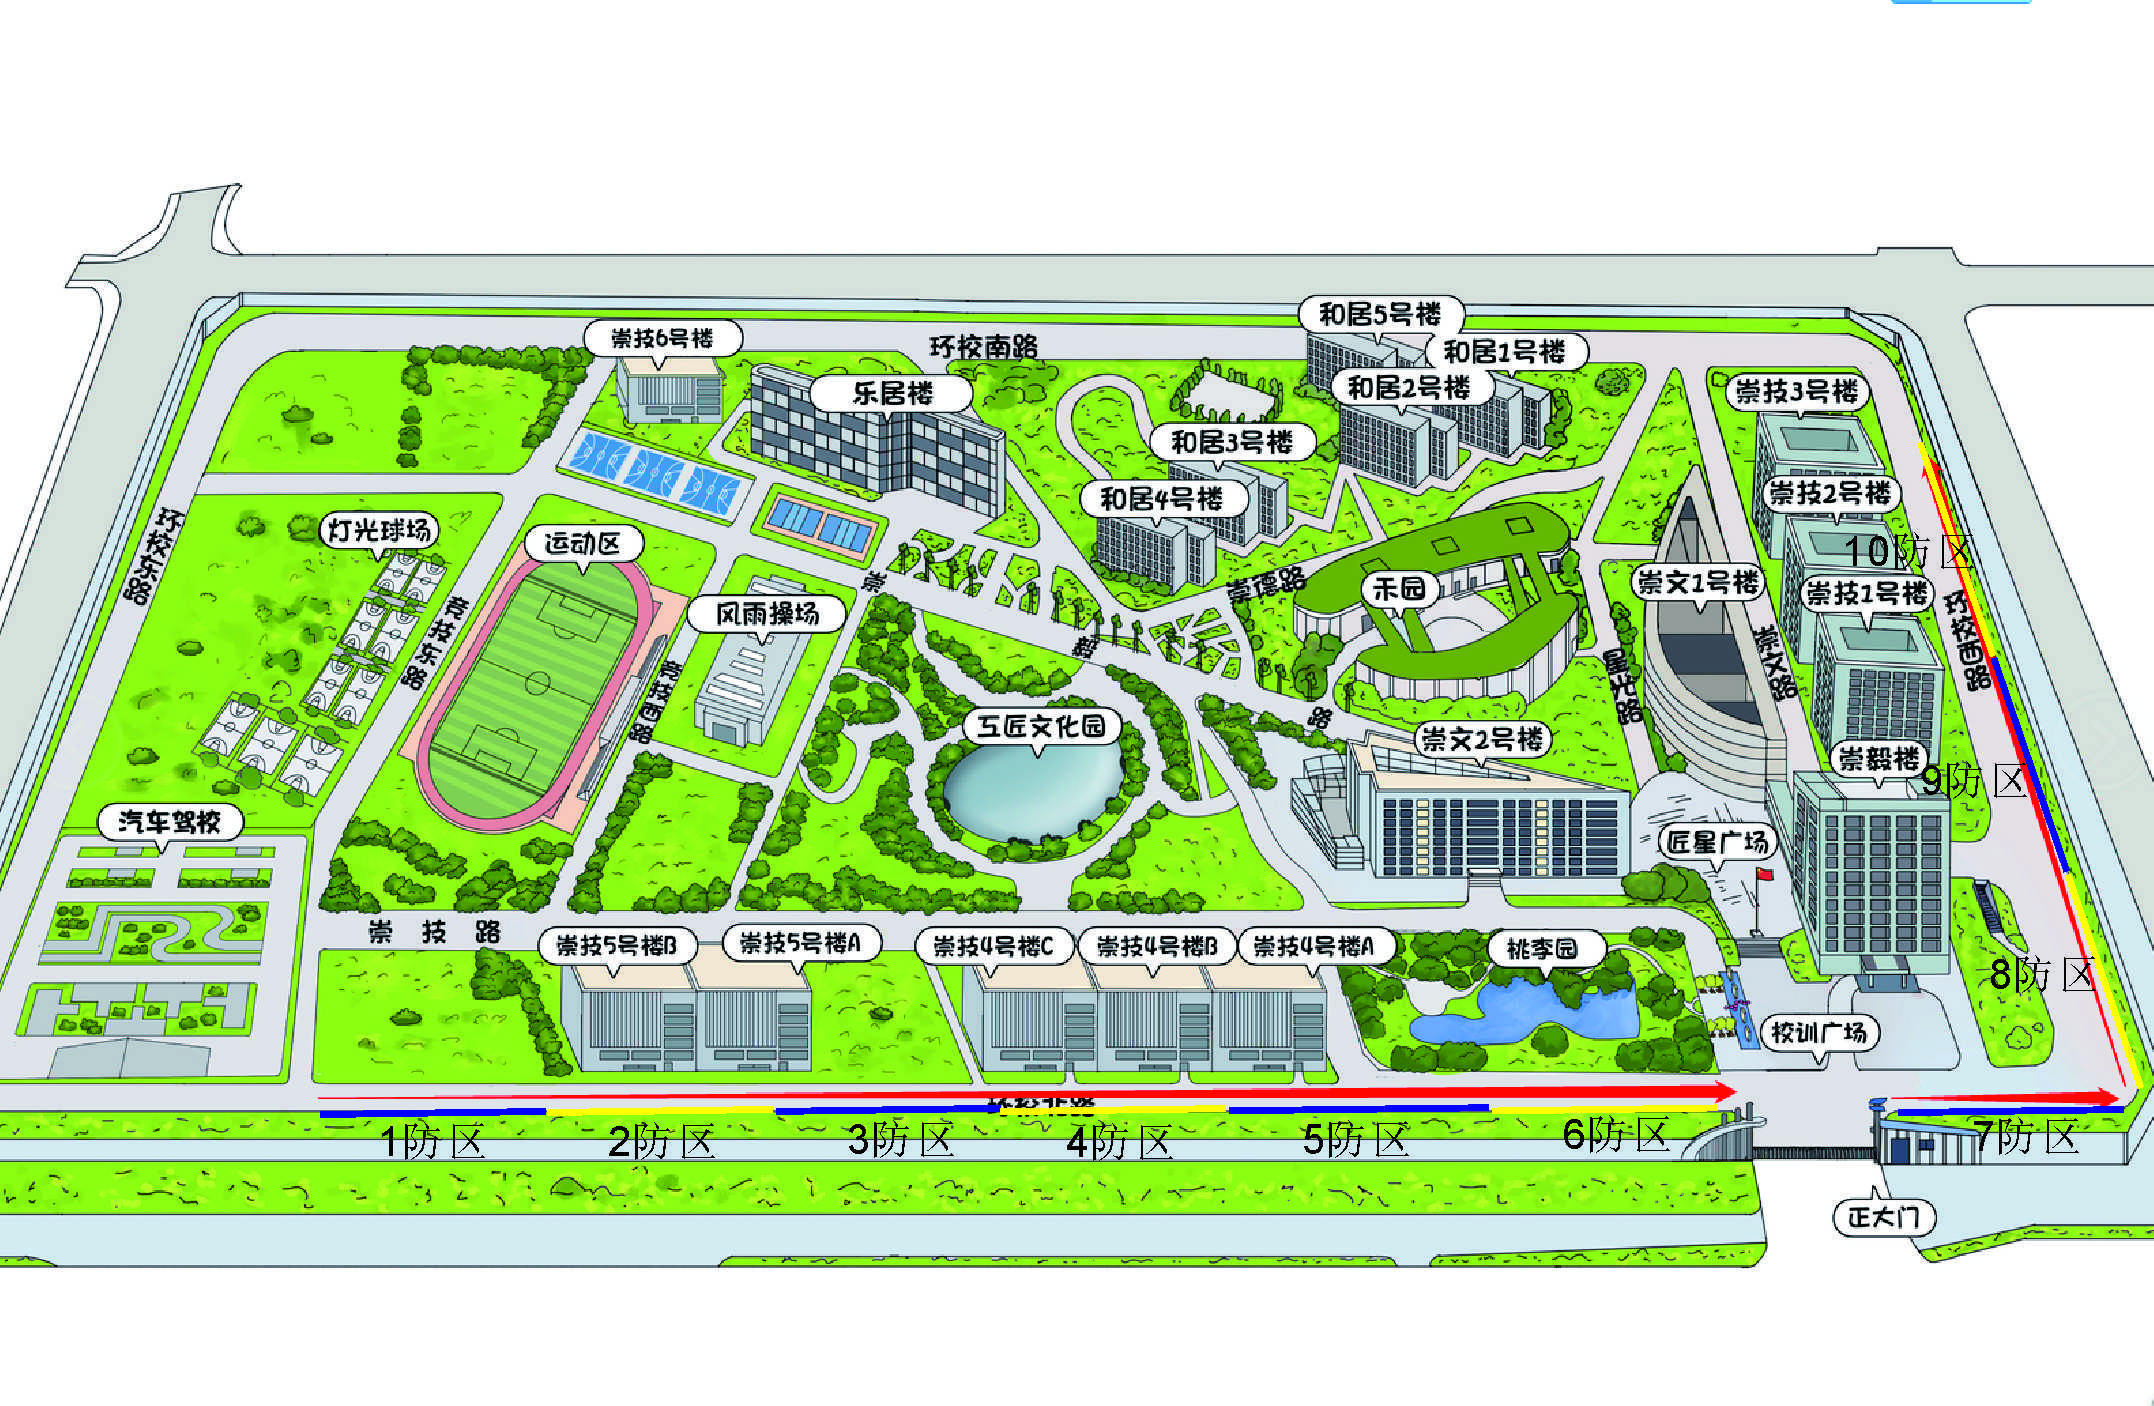 和居5号楼
崇技6号楼
环校南路
和居1号楼
乐居楼
和居2号楼
崇技3号楼
和居3号楼
崇技2号楼
和居4号楼
灯光球场
运动区
10防区
环校东路
崇韬路
崇德路
禾园
崇文1号楼
崇技1号楼
风雨操场
竞技东路
环校西路
竞技西路
崇文路
星光路
工匠文化园
崇文2号楼
崇毅楼
9防区
汽车驾校
匠星广场
崇技路
崇技5号楼B
崇技5号楼A
崇技4号楼C
崇技4号楼B
崇技4号楼A
桃李园
8防区
校训广场
环校北路
1防区
2防区
3防区
4防区
5防区
6防区
7防区
正大门